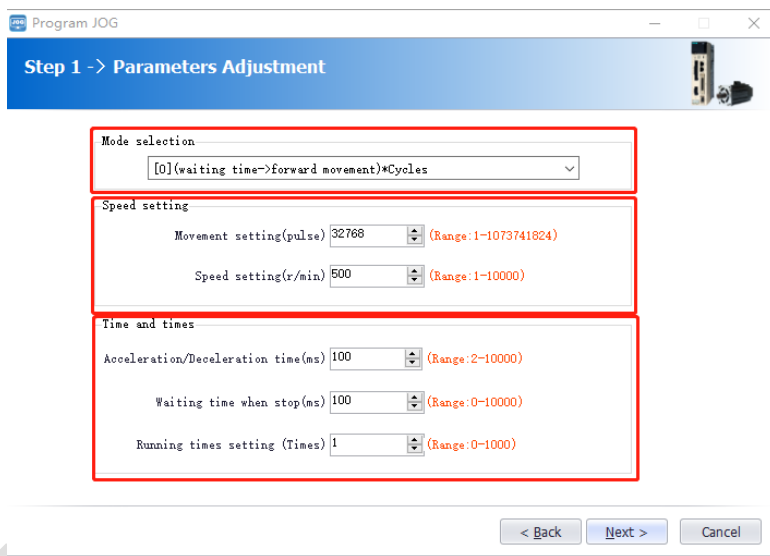 JOG Program JOG
Step 1 -> Parameters Adjustment
Mode selection
[0](waiting time->forward movement)*Cycles
Speed setting
Movement setting(pulse) 32768 (Range:1-1073741824)
Speed setting(r/min) 500 (Range:1-10000)
Time and times
Acceleration/Deceleration time(ms) 100 (Range:2-10000)
Waiting time when stop(ms) 100 (Range:0-10000)
Running times setting (Times) 1 (Range:0-1000)
< Back Next > Cancel